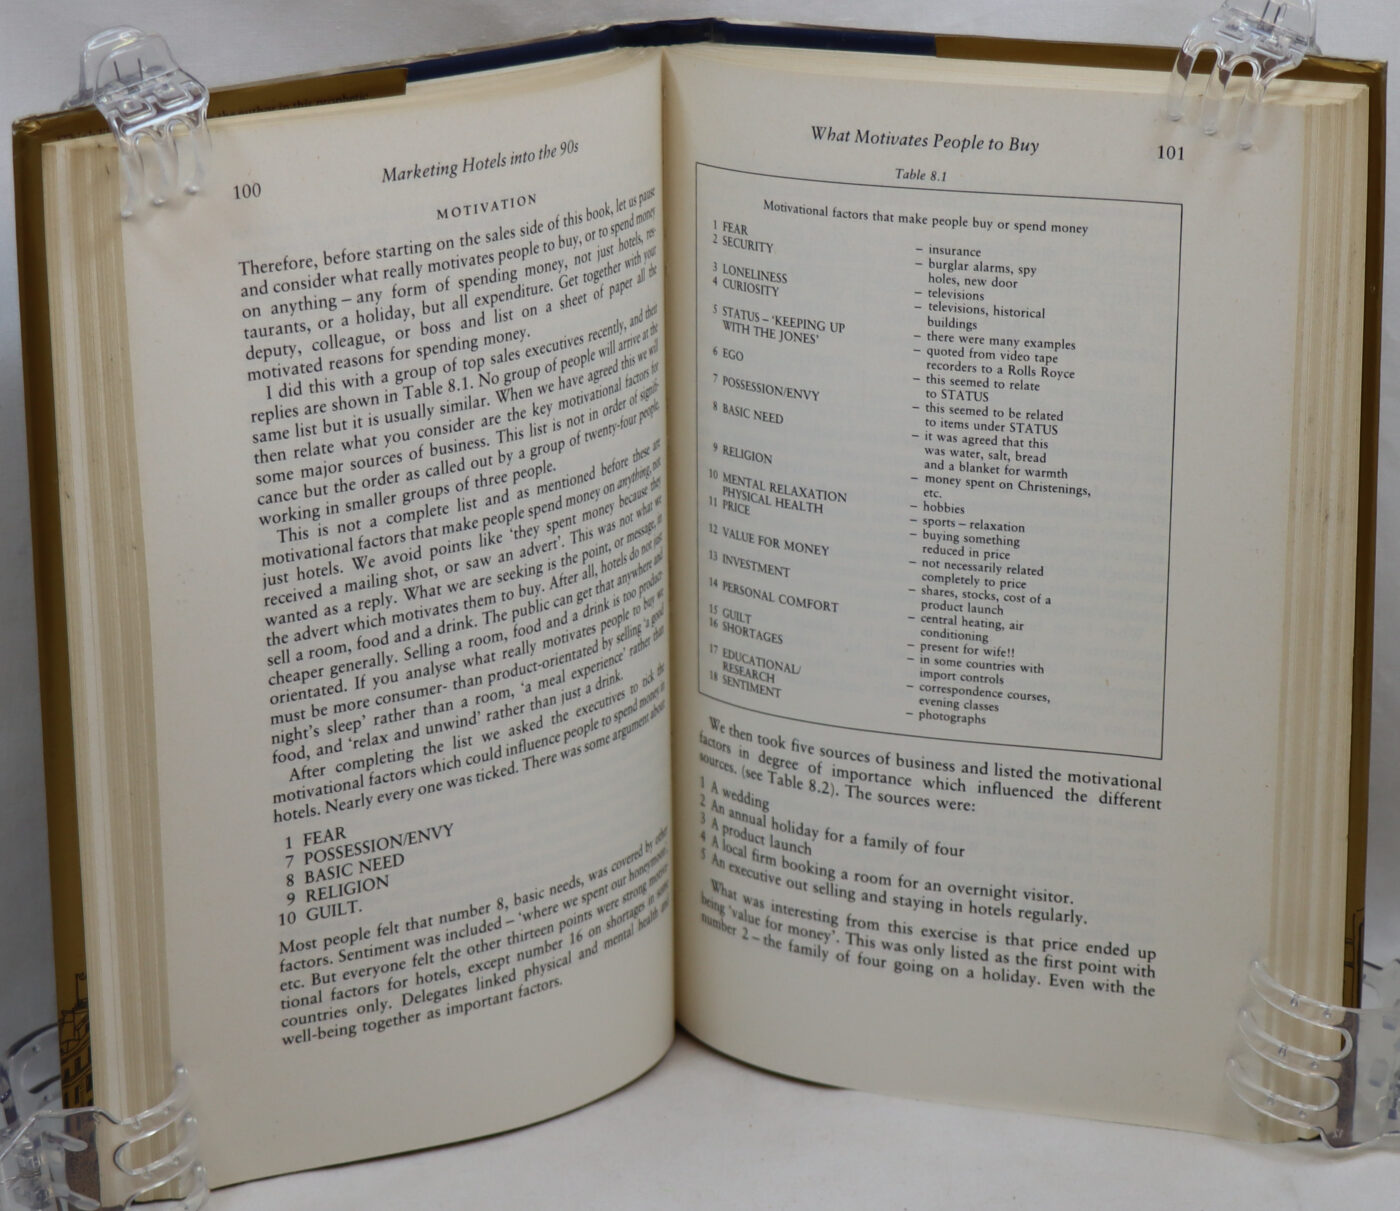 100
Marketing Hotels into the 90s
MOTIVATION
Therefore, before starting on the sales side of this book, let us pause
and consider what really motivates people to buy, or to spend money
on anything – any form of spending money, not just hotels, res-
taurants, or a holiday, but all expenditure. Get together with your
deputy, colleague, or boss and list on a sheet of paper all the
motivated reasons for spending money.
I did this with a group of top sales executives recently, and their
replies are shown in Table 8.1. No group of people will arrive at the
same list but it is usually similar. When we have agreed this we will
then relate what you consider are the key motivational factors for
some major sources of business. This list is not in order of signifi-
cance but the order as called out by a group of twenty-four people,
working in smaller groups of three people.
This is not a complete list and as mentioned before these are
motivational factors that make people spend money on anything, not
just hotels. We avoid points like 'they spent money because they
received a mailing shot, or saw an advert'. This was not what we
wanted as a reply. What we are seeking is the point, or message, in
the advert which motivates them to buy. After all, hotels do not just
sell a room, food and a drink. The public can get that anywhere and
cheaper generally. Selling a room, food and a drink is too product-
orientated. If you analyse what really motivates people to buy we
must be more consumer- than product-orientated by selling 'a good
night's sleep' rather than a room, 'a meal experience' rather than
food, and 'relax and unwind' rather than just a drink.
After completing the list we asked the executives to tick the
motivational factors which could influence people to spend money in
hotels. Nearly every one was ticked. There was some argument about
1 FEAR
7 POSSESSION/ENVY
8 BASIC NEED
9 RELIGION
10 GUILT.
Most people felt that number 8, basic needs, was covered by other
factors. Sentiment was included – 'where we spent our honeymoon',
etc. But everyone felt the other thirteen points were strong motiva-
tional factors for hotels, except number 16 on shortages in some
countries only. Delegates linked physical and mental health and
well-being together as important factors.
What Motivates People to Buy
101
Table 8.1
Motivational factors that make people buy or spend money
1 FEAR – insurance
2 SECURITY – burglar alarms, spy
holes, new door
3 LONELINESS – televisions
4 CURIOSITY – televisions, historical
buildings
5 STATUS – 'KEEPING UP – there were many examples
WITH THE JONES' – quoted from video tape
recorders to a Rolls Royce
6 EGO – this seemed to relate
to STATUS
7 POSSESSION/ENVY – this seemed to be related
to items under STATUS
8 BASIC NEED – it was agreed that this
was water, salt, bread
and a blanket for warmth
9 RELIGION – money spent on Christenings,
etc.
10 MENTAL RELAXATION – hobbies
PHYSICAL HEALTH – sports – relaxation
11 PRICE – buying something
reduced in price
12 VALUE FOR MONEY – not necessarily related
completely to price
13 INVESTMENT – shares, stocks, cost of a
product launch
14 PERSONAL COMFORT – central heating, air
conditioning
15 GUILT – present for wife!!
16 SHORTAGES – in some countries with
import controls
17 EDUCATIONAL/ – correspondence courses,
RESEARCH evening classes
18 SENTIMENT – photographs
We then took five sources of business and listed the motivational
factors in degree of importance which influenced the different
sources. (see Table 8.2). The sources were:
1 A wedding
2 An annual holiday for a family of four
3 A product launch
4 A local firm booking a room for an overnight visitor.
5 An executive out selling and staying in hotels regularly.
What was interesting from this exercise is that price ended up
being 'value for money'. This was only listed as the first point with
number 2 – the family of four going on a holiday. Even with the